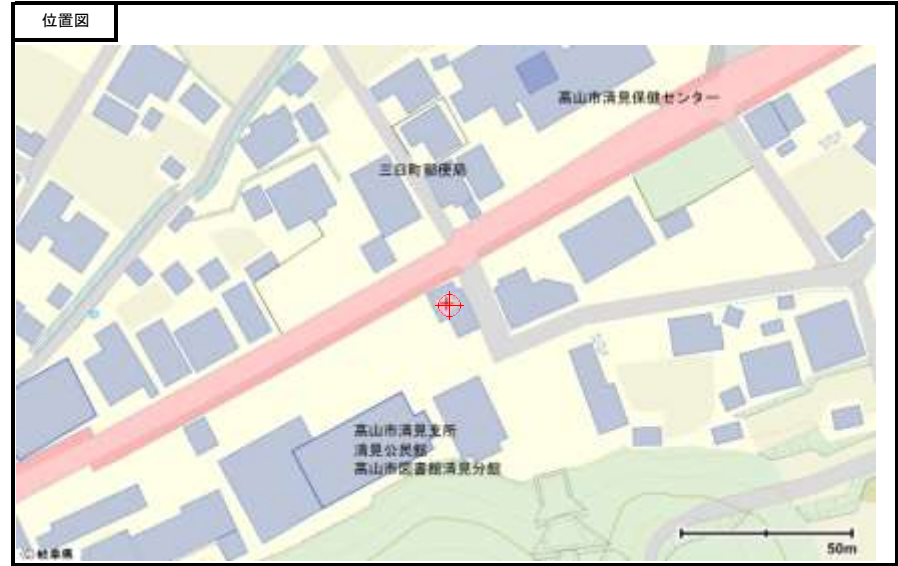 位置図
高山市清見保健センター
三日町郵便局
高山市清見支所
清見公民館
高山市図書館清見分館
50m
© 岐阜県